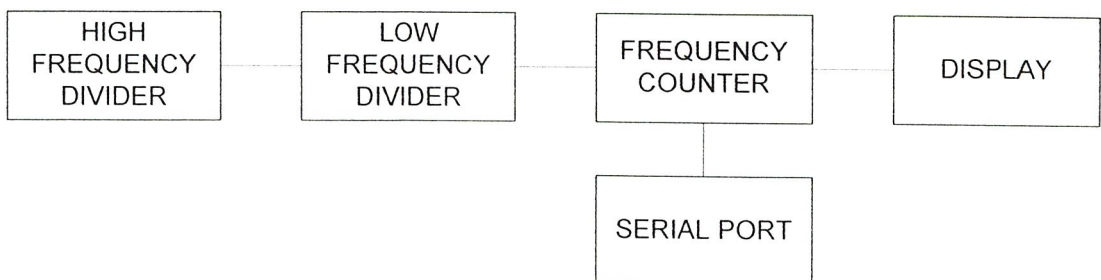 HIGH
FREQUENCY
DIVIDER
LOW
FREQUENCY
DIVIDER
FREQUENCY
COUNTER
DISPLAY
SERIAL PORT